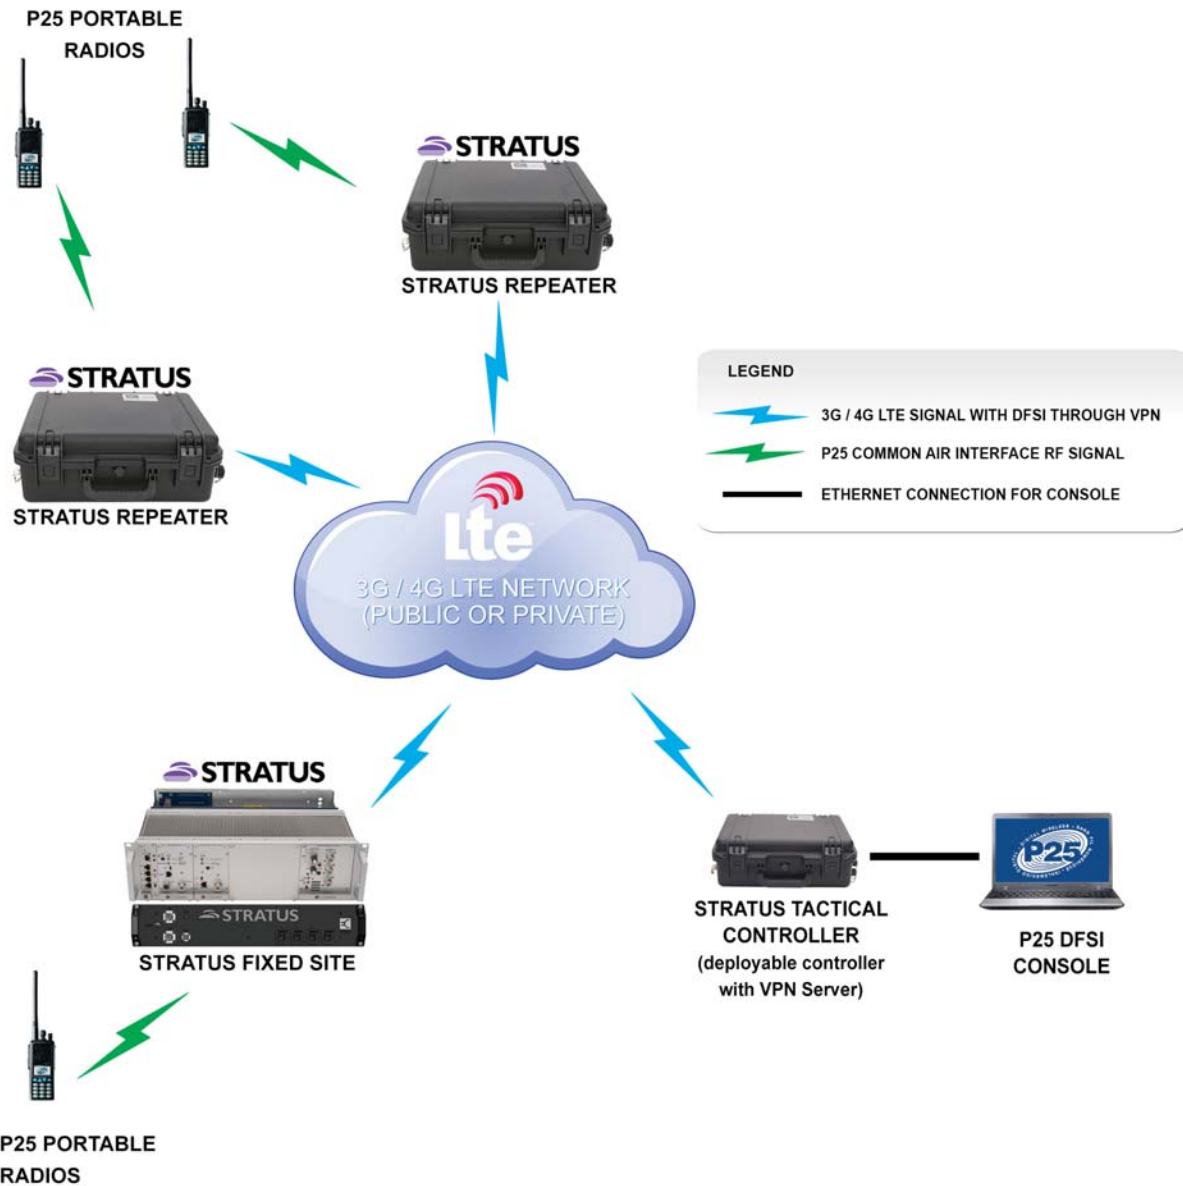 P25 PORTABLE
RADIOS
STRATUS
STRATUS REPEATER
STRATUS
STRATUS REPEATER
LEGEND
3G / 4G LTE SIGNAL WITH DFSI THROUGH VPN
P25 COMMON AIR INTERFACE RF SIGNAL
ETHERNET CONNECTION FOR CONSOLE
Lte
3G / 4G LTE NETWORK
(PUBLIC OR PRIVATE)
STRATUS
STRATUS
STRATUS FIXED SITE
P25
STRATUS TACTICAL
CONTROLLER
(deployable controller
with VPN Server)
P25 DFSI
CONSOLE
P25 PORTABLE
RADIOS